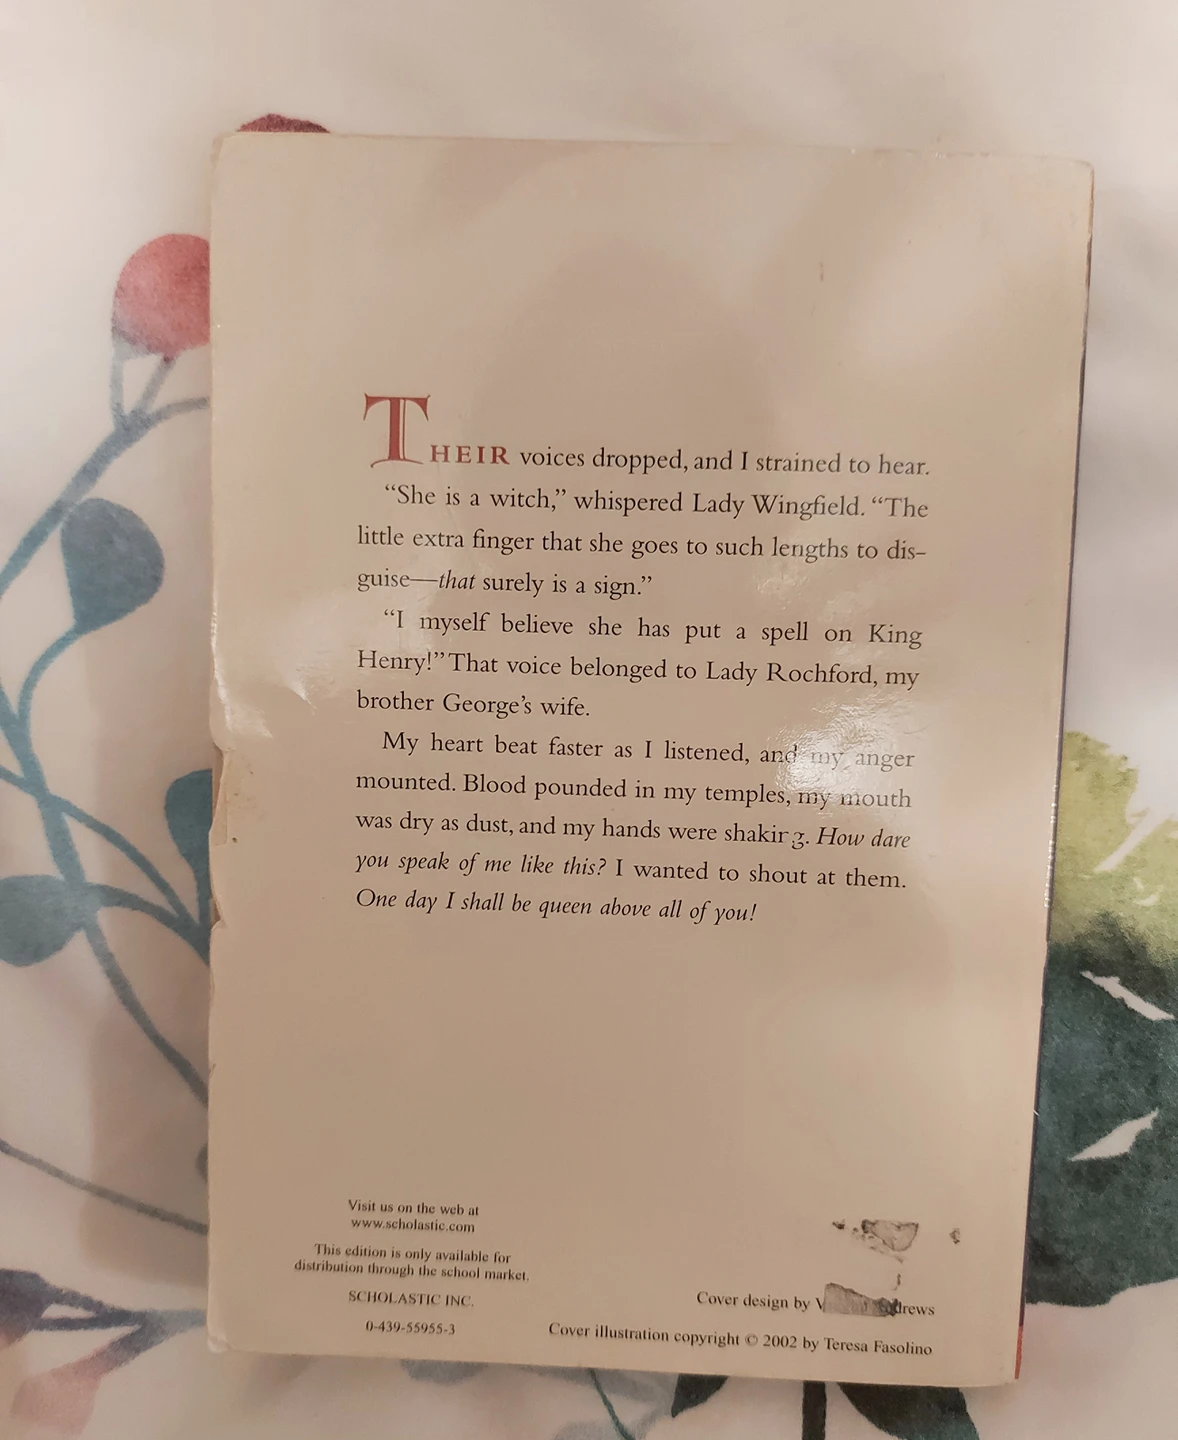 THEIR voices dropped, and I strained to hear.
“She is a witch,” whispered Lady Wingfield. “The
little extra finger that she goes to such lengths to dis-
guise—that surely is a sign.”
“I myself believe she has put a spell on King
Henry!” That voice belonged to Lady Rochford, my
brother George’s wife.
My heart beat faster as I listened, and my anger
mounted. Blood pounded in my temples, my mouth
was dry as dust, and my hands were shaking. How dare
you speak of me like this? I wanted to shout at them.
One day I shall be queen above all of you!
Visit us on the web at
www.scholastic.com
This edition is only available for
distribution through the school market.
SCHOLASTIC INC.
0-439-55955-3
Cover design by
Cover illustration copyright © 2002 by Teresa Fasolino